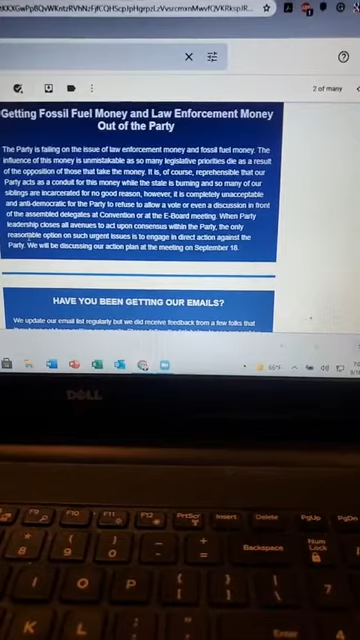 2 of many
Getting Fossil Fuel Money and Law Enforcement Money
Out of the Party
The Party is failing on the issue of law enforcement money and fossil fuel money. The
influence of this money is unmistakable as so many legislative priorities die as a result
of the opposition of those that take the money. It is, of course, reprehensible that our
Party acts as a conduit for this money while the state is burning and so many of our
siblings are incarcerated for no good reason, however, it is completely unacceptable
and anti-democratic for the Party to refuse to allow a vote or even a discussion in front
of the assembled delegates at Convention or at the E-Board meeting. When Party
leadership closes all avenues to act upon consensus within the Party, the only
reasonable option on such urgent issues is to engage in direct action against the
Party. We will be discussing our action plan at the meeting on September 18.
HAVE YOU BEEN GETTING OUR EMAILS?
We update our email list regularly but we did receive feedback from a few folks that
DELL
F9 F10 F11 F12 PrtScr Insert Delete PgUp PgDn
8 9 0 - + = Backspace Num Lock
I O P { [ } ] | \ 7
K L : ; " ' Enter